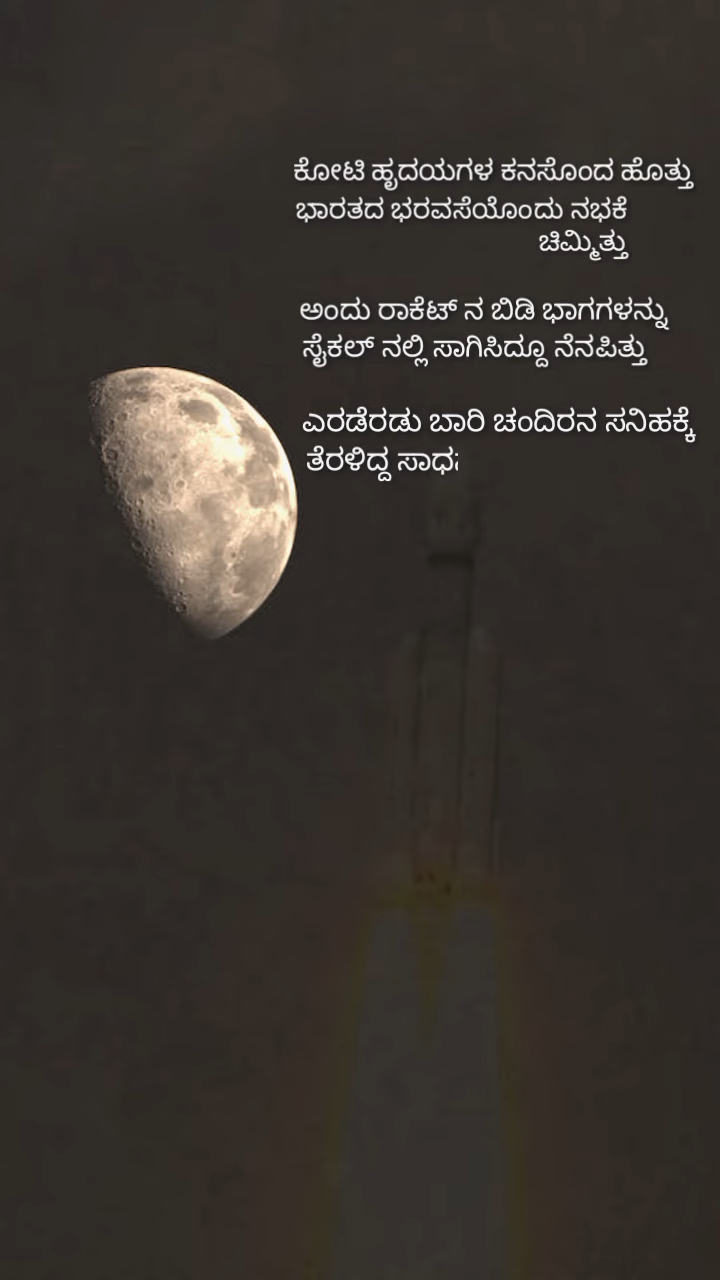 ಕೋಟಿ ಹೃದಯಗಳ ಕನಸೊಂದ ಹೊತ್ತು
ಭಾರತದ ಭರವಸೆಯೊಂದು ನಭಕೆ
ಚಿಮ್ಮಿತ್ತು
ಅಂದು ರಾಕೆಟ್ ನ ಬಿಡಿ ಭಾಗಗಳನ್ನು
ಸೈಕಲ್ ನಲ್ಲಿ ಸಾಗಿಸಿದ್ದೂ ನೆನಪಿತ್ತು
ಎರಡೆರಡು ಬಾರಿ ಚಂದಿರನ ಸನಿಹಕ್ಕೆ
ತೆರಳಿದ್ದ